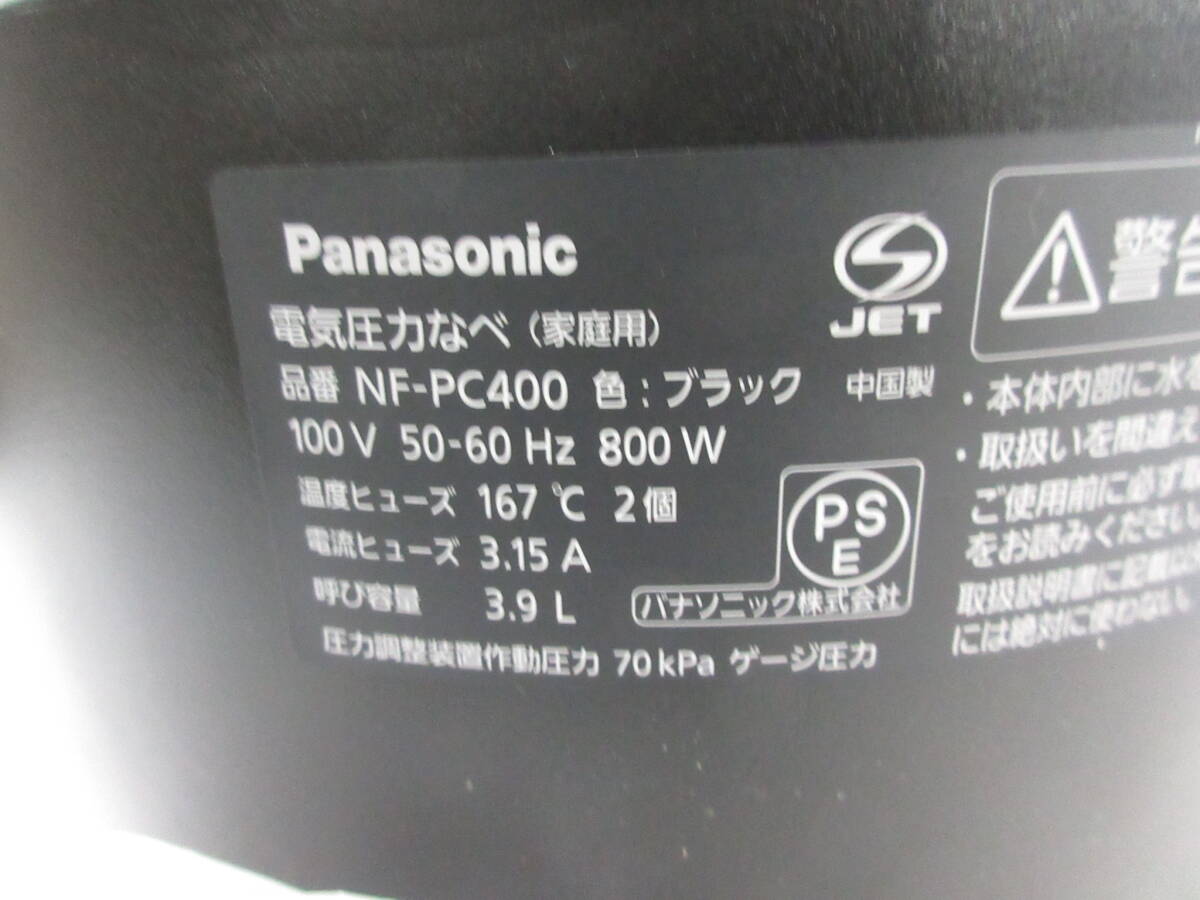 Panasonic
電気圧力なべ（家庭用）
品番 NF-PC400 色：ブラック
100 V 50-60 Hz 800 W
温度ヒューズ 167 ℃ 2個
電流ヒューズ 3.15 A
呼び容量 3.9 L
圧力調整装置作動圧力 70 kPa ゲージ圧力
JET
中国製
PS
E
パナソニック株式会社
警告
・本体内部に水
・取扱いを間違え
ご使用前に必ず
をお読みください
取扱説明書に記載以
には絶対に使わない